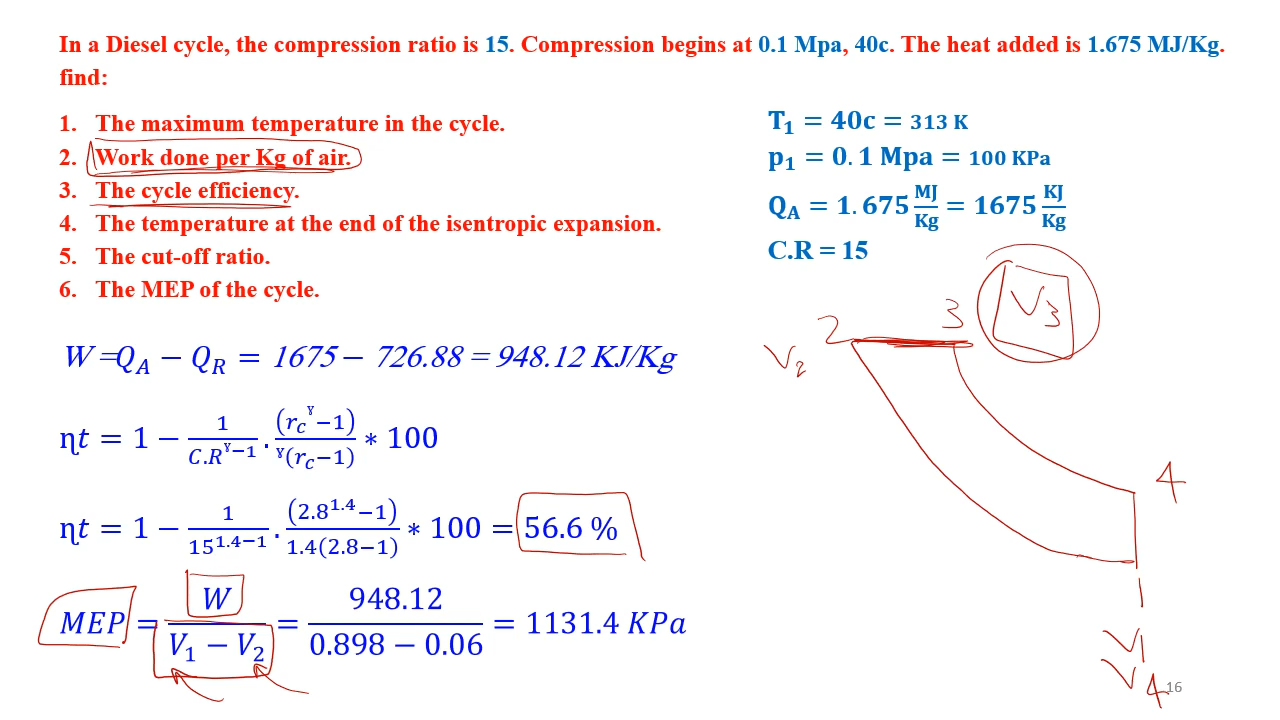 In a Diesel cycle, the compression ratio is 15. Compression begins at 0.1 Mpa, 40c. The heat added is 1.675 MJ/Kg.
find:
1. The maximum temperature in the cycle.
2. Work done per Kg of air.
3. The cycle efficiency.
4. The temperature at the end of the isentropic expansion.
5. The cut-off ratio.
6. The MEP of the cycle.
T₁ = 40c = 313 K
p₁ = 0.1 Mpa = 100 KPa
Q_A = 1.675 MJ/Kg = 1675 KJ/Kg
C.R = 15
W = Q_A − Q_R = 1675 − 726.88 = 948.12 KJ/Kg
ηt = 1 − 1/C.R^(ɤ−1) . (r_c^ɤ −1)/ɤ(r_c−1) * 100
ηt = 1 − 1/15^(1.4−1) . (2.8^1.4 −1)/1.4(2.8−1) * 100 = 56.6 %
MEP = W/(V₁ − V₂) = 948.12/(0.898 − 0.06) = 1131.4 KPa
2
3
V₃
V₂
4
1
V₁
V₄
16